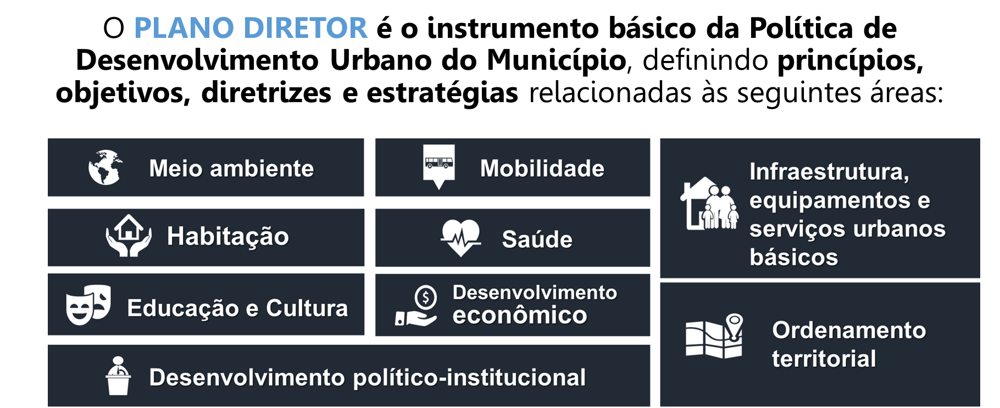 O PLANO DIRETOR é o instrumento básico da Política de
Desenvolvimento Urbano do Município, definindo princípios,
objetivos, diretrizes e estratégias relacionadas às seguintes áreas:
Meio ambiente
Mobilidade
Infraestrutura,
equipamentos e
serviços urbanos
básicos
Habitação
Saúde
Educação e Cultura
$
Desenvolvimento
econômico
Ordenamento
territorial
Desenvolvimento político-institucional